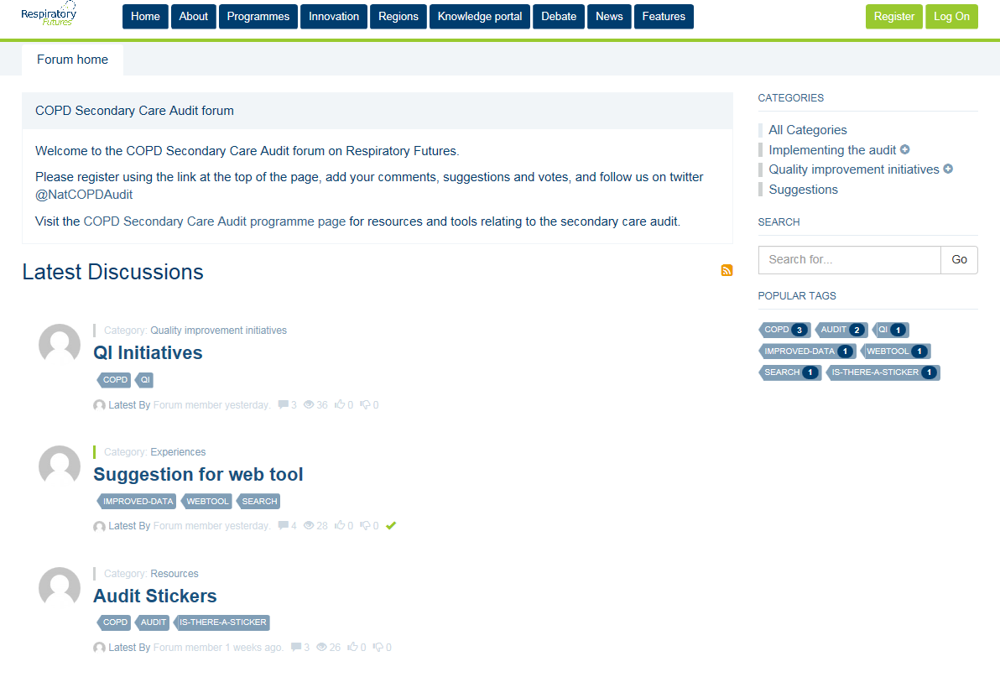 Respiratory
Futures
Home About Programmes Innovation Regions Knowledge portal Debate News Features Register Log On
Forum home
COPD Secondary Care Audit forum
Welcome to the COPD Secondary Care Audit forum on Respiratory Futures.
Please register using the link at the top of the page, add your comments, suggestions and votes, and follow us on twitter
@NatCOPDAudit
Visit the COPD Secondary Care Audit programme page for resources and tools relating to the secondary care audit.
Latest Discussions
Category: Quality improvement initiatives
QI Initiatives
COPD QI
Latest By Forum member yesterday. 3 36 0 0
Category: Experiences
Suggestion for web tool
IMPROVED-DATA WEBTOOL SEARCH
Latest By Forum member yesterday. 4 28 0 0
Category: Resources
Audit Stickers
COPD AUDIT IS-THERE-A-STICKER
Latest By Forum member 1 weeks ago. 3 26 0 0
CATEGORIES
All Categories
Implementing the audit
Quality improvement initiatives
Suggestions
SEARCH
Search for... Go
POPULAR TAGS
COPD 3 AUDIT 2 QI 1
IMPROVED-DATA 1 WEBTOOL 1
SEARCH 1 IS-THERE-A-STICKER 1